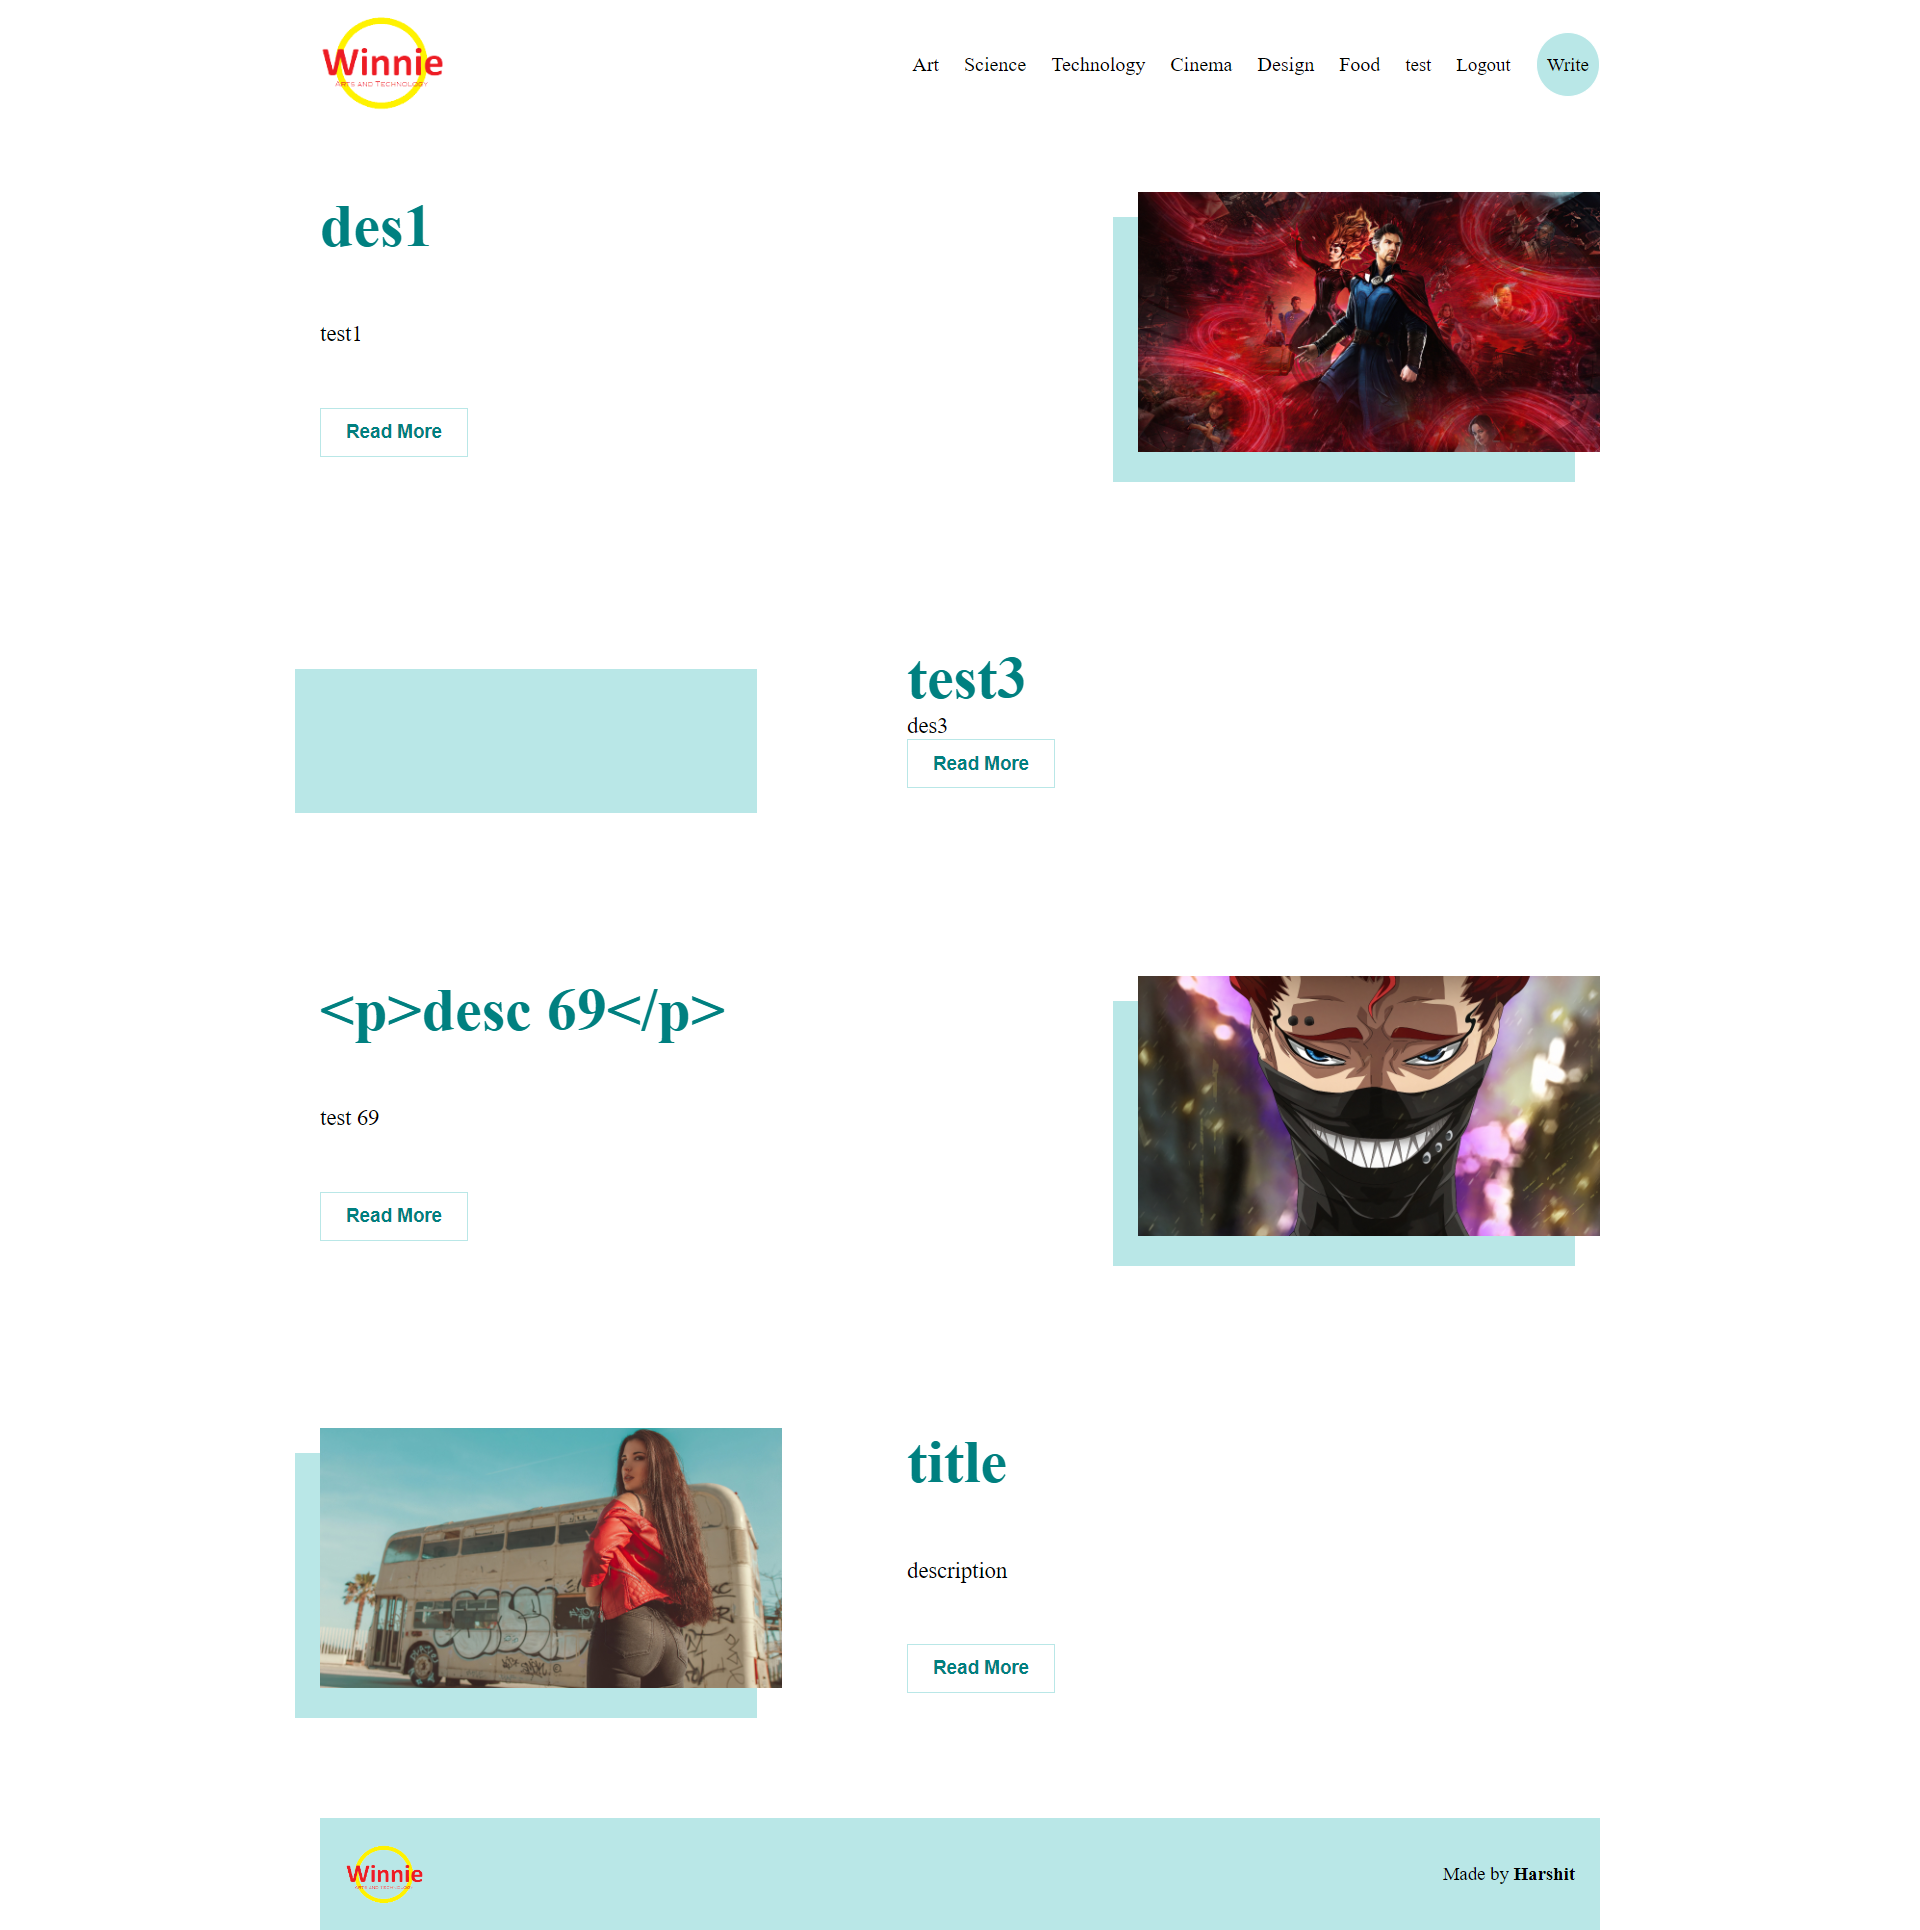 Winnie
Arts and Technology
Art Science Technology Cinema Design Food test Logout Write
des1
test1
Read More
test3
des3
Read More
<p>desc 69</p>
test 69
Read More
title
description
Read More
Winnie
Arts and Technology
Made by Harshit